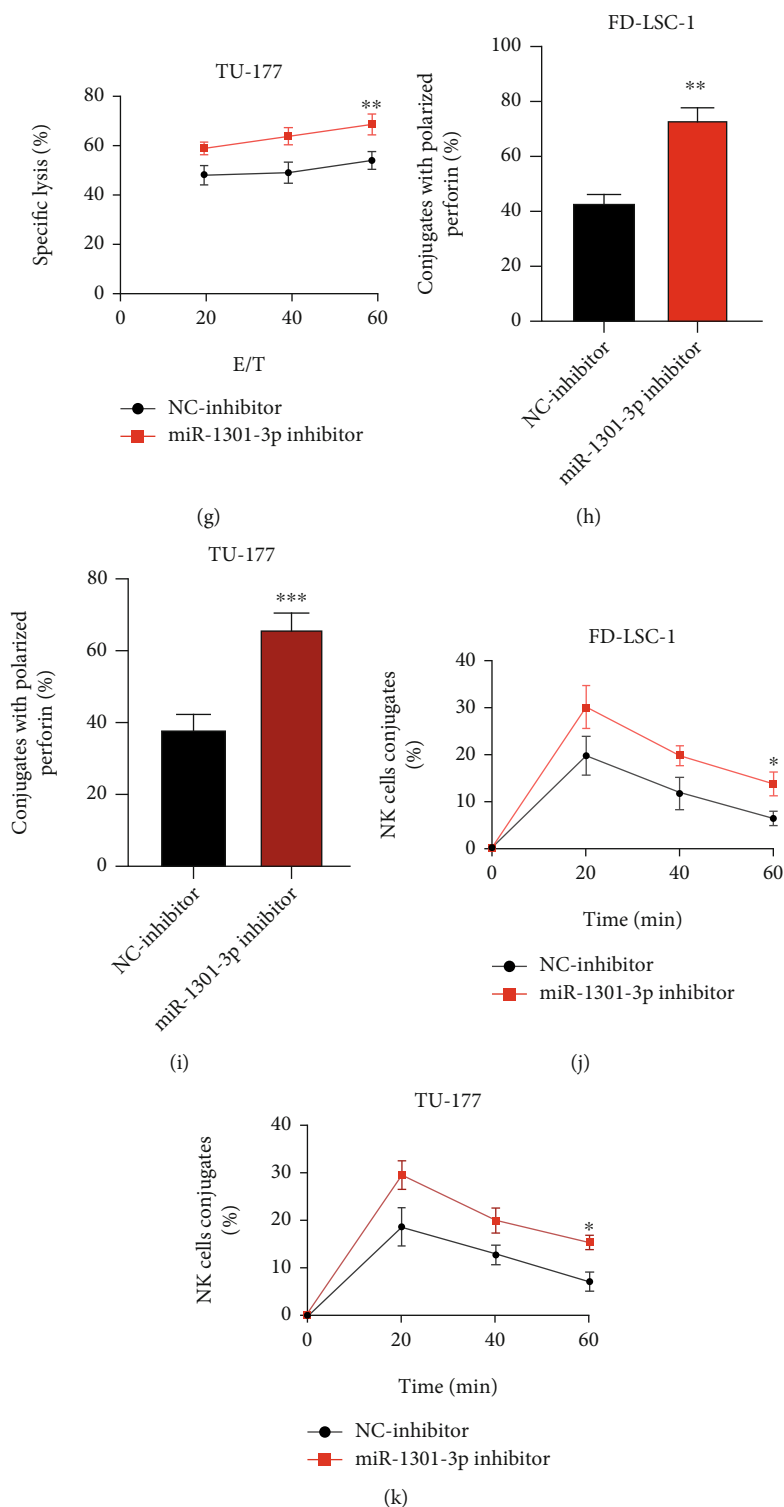 TU-177
Specific lysis (%)
80
**
60
40
20
0
0 20 40 60
E/T
NC-inhibitor
miR-1301-3p inhibitor
(g)
FD-LSC-1
Conjugates with polarized
perforin (%)
100
**
80
60
40
20
0
NC-inhibitor
miR-1301-3p inhibitor
(h)
TU-177
Conjugates with polarized
perforin (%)
80
***
60
40
20
0
NC-inhibitor
miR-1301-3p inhibitor
(i)
FD-LSC-1
NK cells conjugates
(%)
40
30
20
*
10
0
0 20 40 60
Time (min)
NC-inhibitor
miR-1301-3p inhibitor
(j)
TU-177
NK cells conjugates
(%)
40
30
20
*
10
0
0 20 40 60
Time (min)
NC-inhibitor
miR-1301-3p inhibitor
(k)